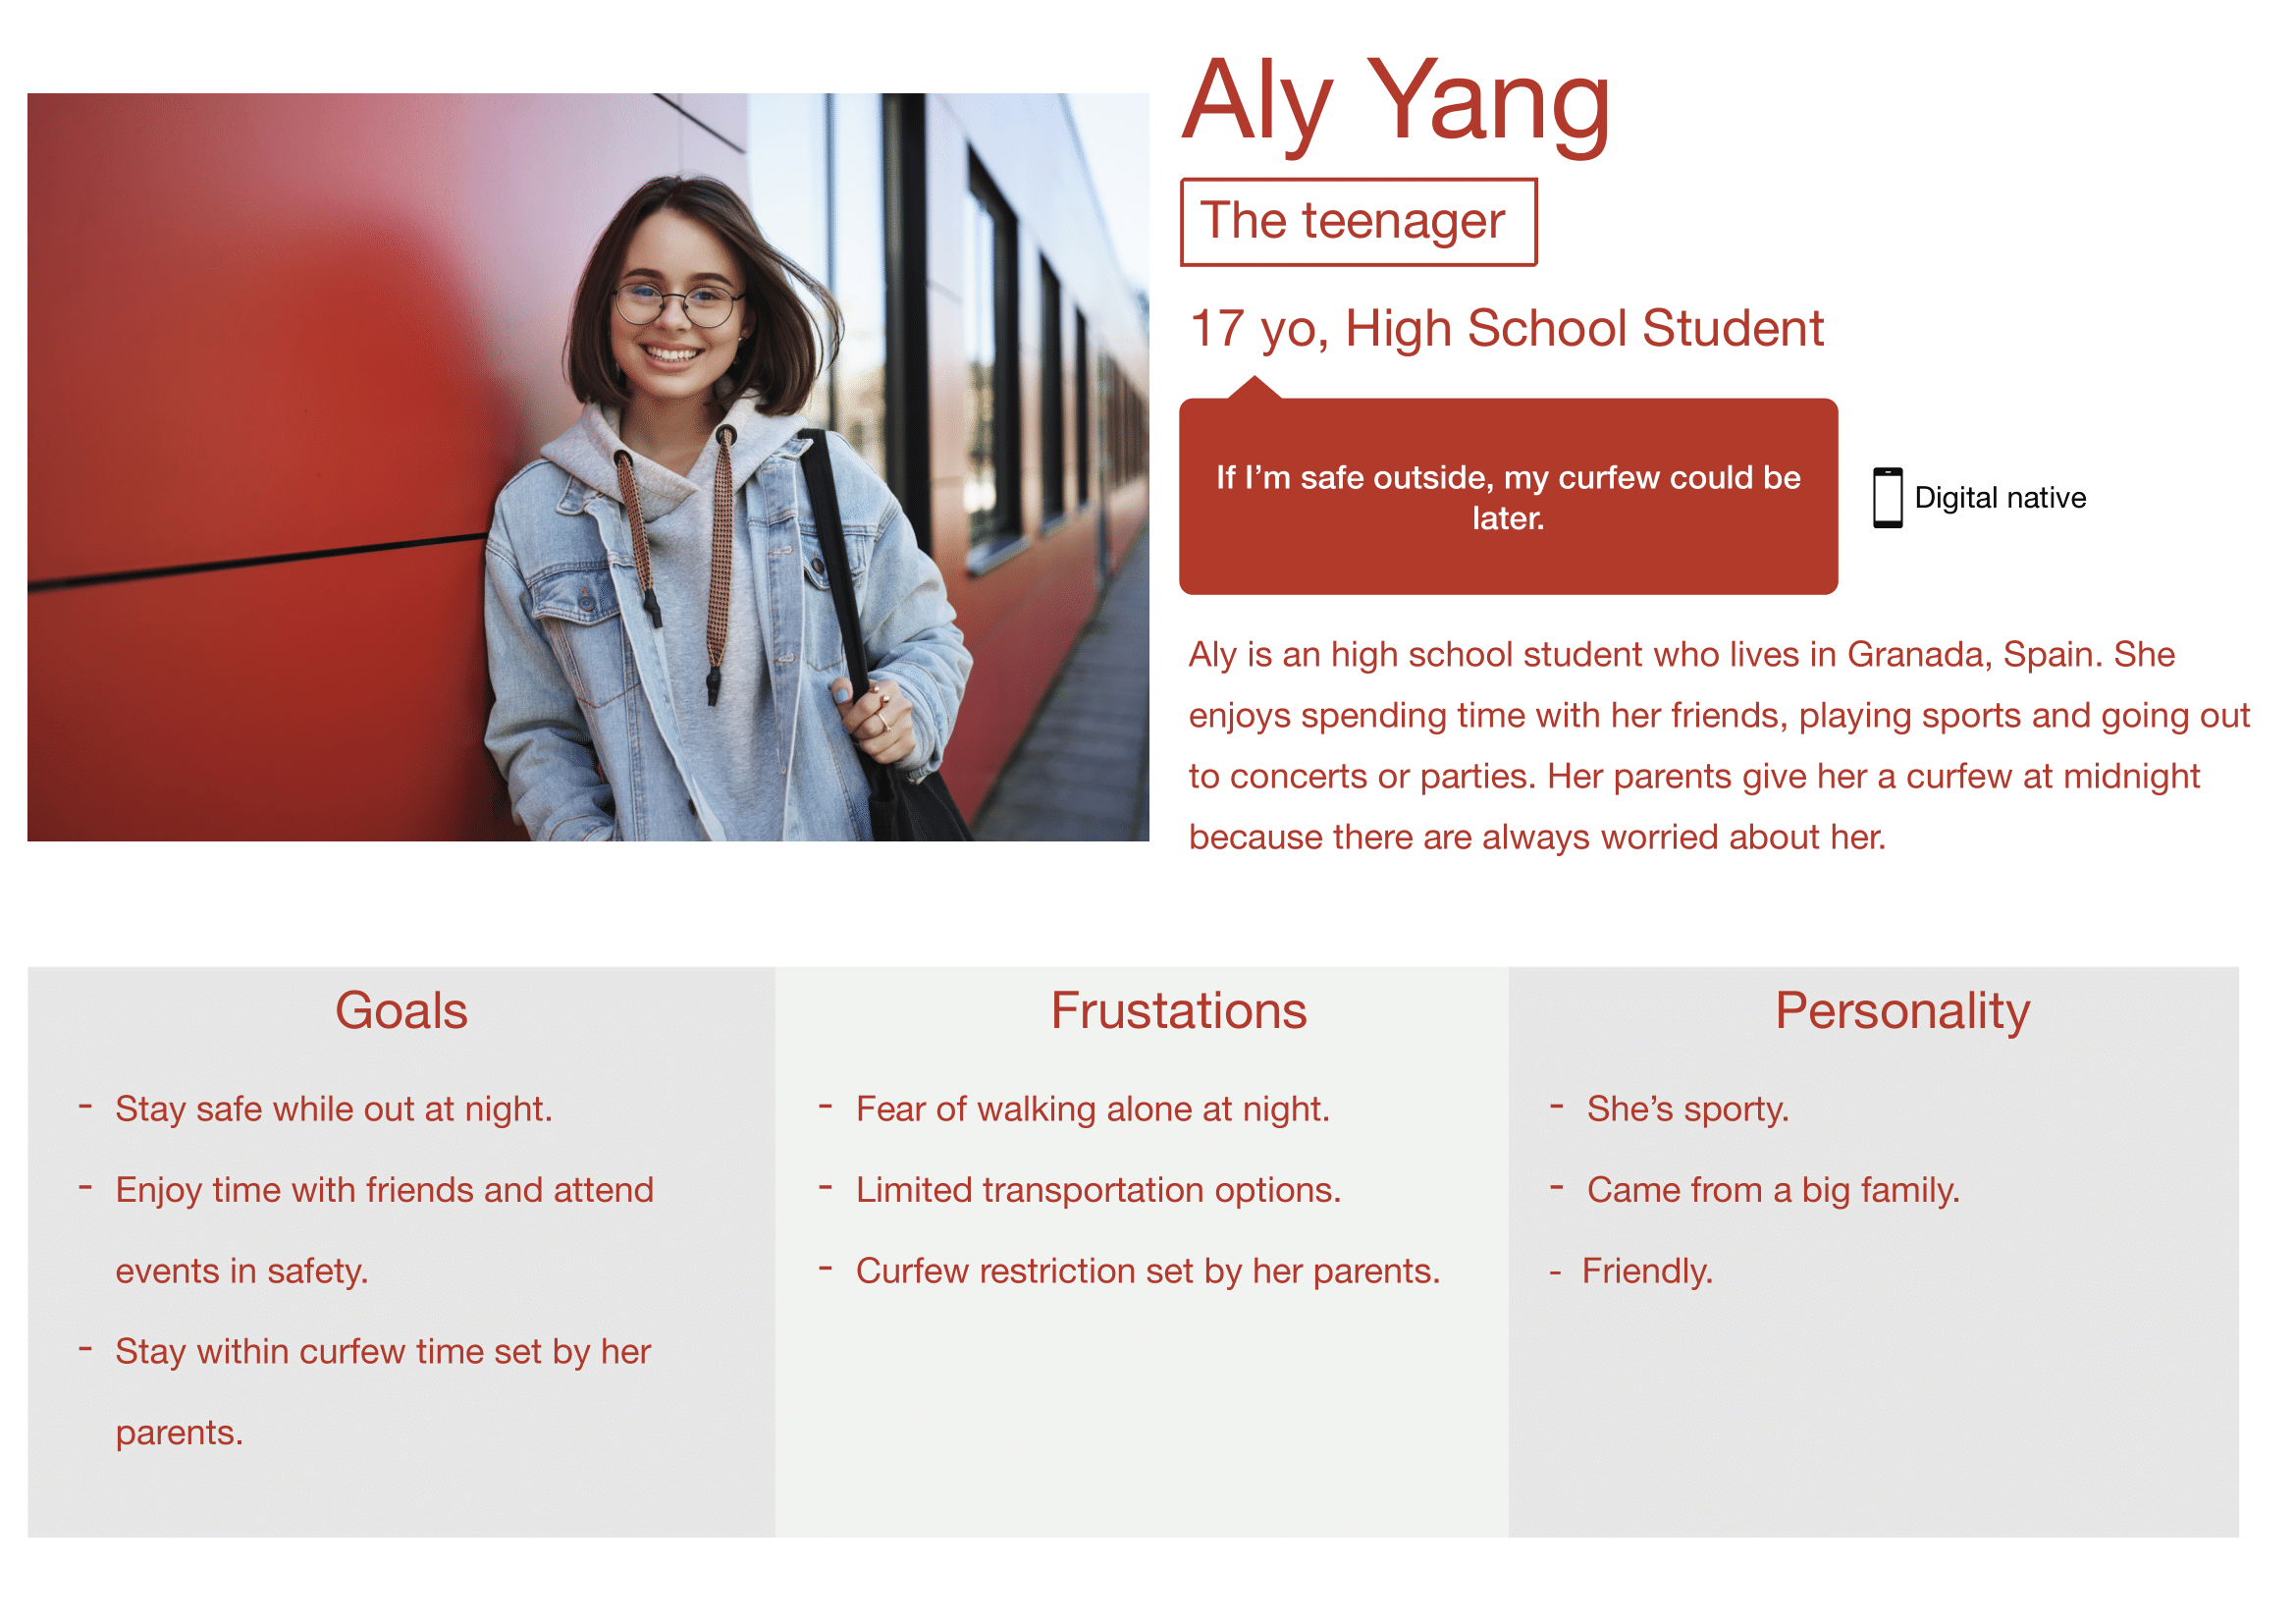 Aly Yang
The teenager
17 yo, High School Student
If I’m safe outside, my curfew could be
later.
Digital native
Aly is an high school student who lives in Granada, Spain. She
enjoys spending time with her friends, playing sports and going out
to concerts or parties. Her parents give her a curfew at midnight
because there are always worried about her.
Goals
- Stay safe while out at night.
- Enjoy time with friends and attend
events in safety.
- Stay within curfew time set by her
parents.
Frustations
- Fear of walking alone at night.
- Limited transportation options.
- Curfew restriction set by her parents.
Personality
- She’s sporty.
- Came from a big family.
- Friendly.